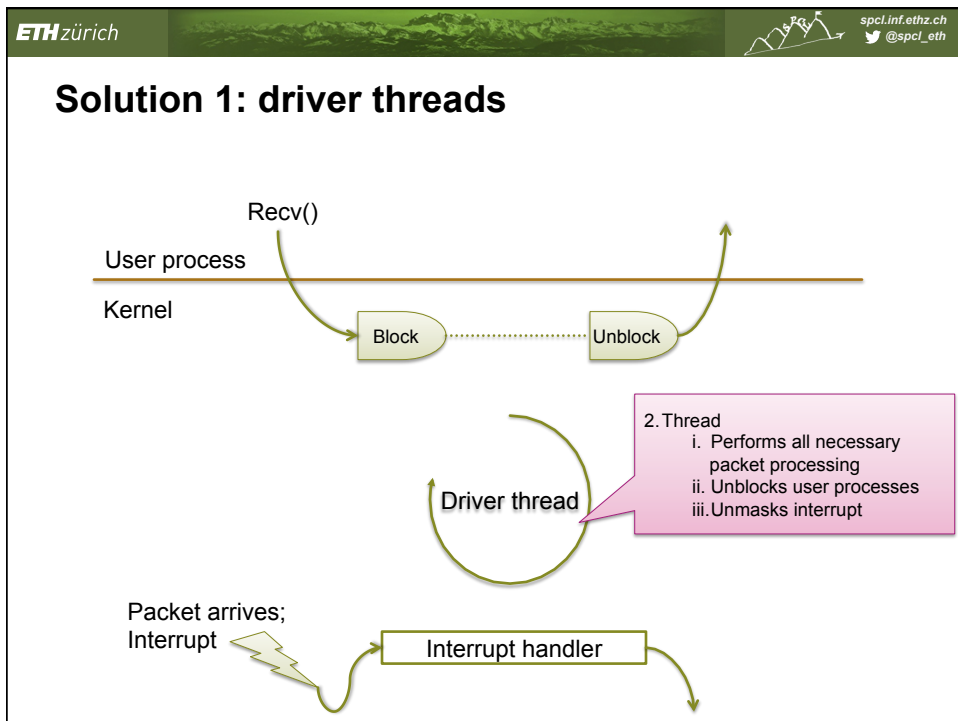 ETH zürich
spcl.inf.ethz.ch
@spcl_eth
Solution 1: driver threads
Recv()
User process
Kernel
Block
Unblock
2. Thread
i. Performs all necessary
packet processing
ii. Unblocks user processes
iii. Unmasks interrupt
Driver thread
Packet arrives;
Interrupt
Interrupt handler